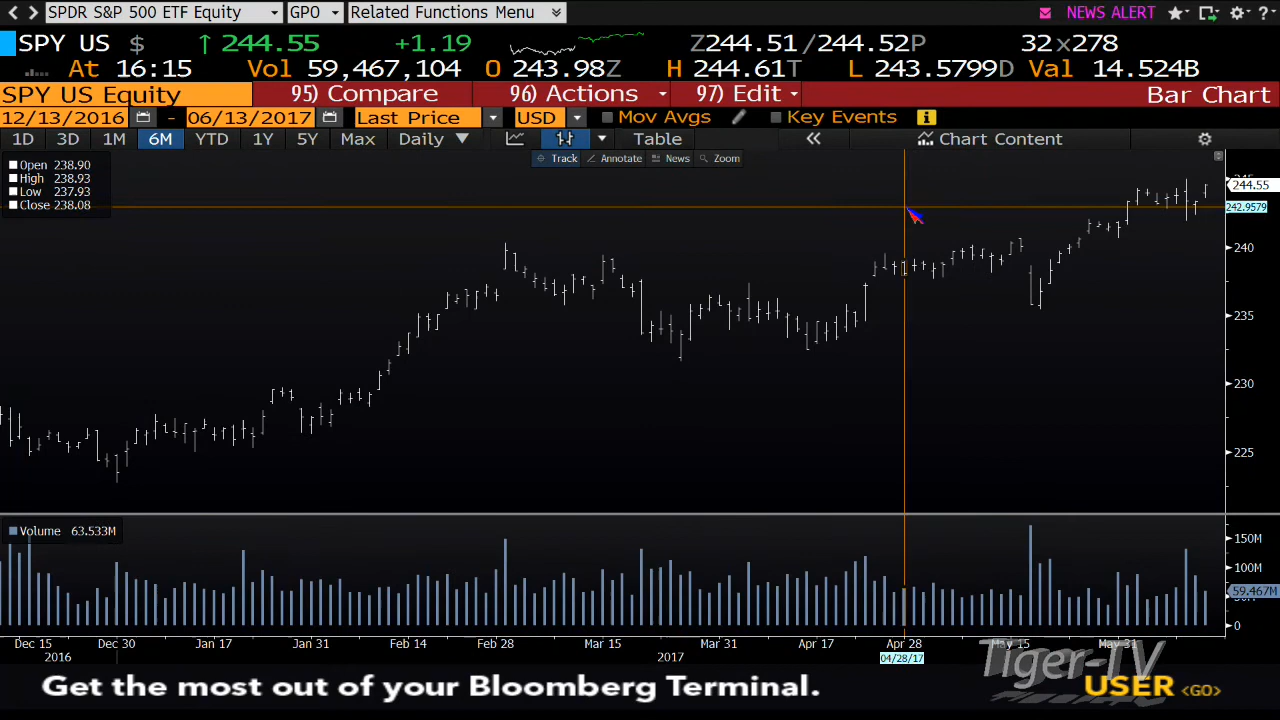 SPDR S&P 500 ETF Equity GPO Related Functions Menu NEWS ALERT ?
SPY US $ ↑ 244.55 +1.19 Z244.51/244.52P 32x278
At 16:15 Vol 59,467,104 O 243.98Z H 244.61T L 243.5799D Val 14.524B
SPY US Equity 95) Compare 96) Actions 97) Edit Bar Chart
12/13/2016 - 06/13/2017 Last Price USD Mov Avgs Key Events i
1D 3D 1M 6M YTD 1Y 5Y Max Daily ▼ Table « Chart Content
Track Annotate News Zoom
Open 238.90
High 238.93
Low 237.93
Close 238.08
244.55
242.9579
240
235
230
225
Volume 63.533M
150M
100M
59.467M
0
Dec 15 Dec 30 Jan 17 Jan 31 Feb 14 Feb 28 Mar 15 Mar 31 Apr 17 Apr 28 May 15 May 31
2016 2017 04/28/17
Tiger-TV
Get the most out of your Bloomberg Terminal. USER <GO>